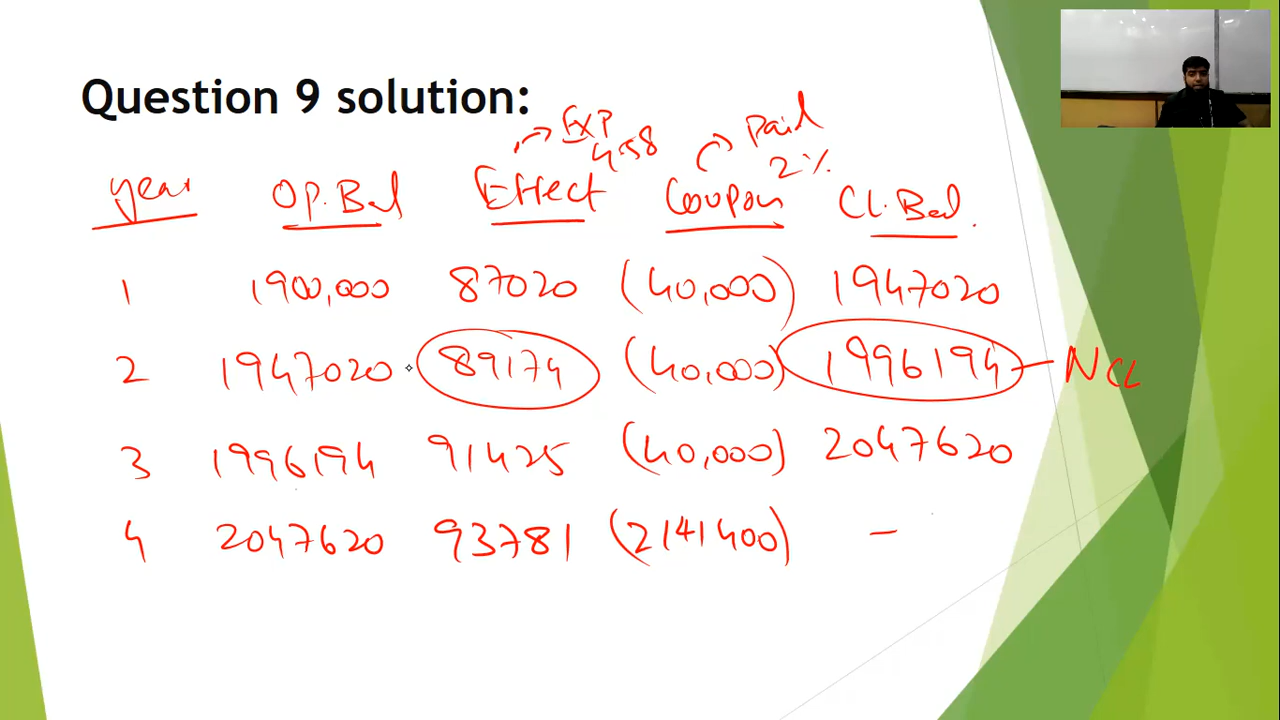 Question 9 solution:
→ Exp 4.58
→ Paid 2%
year Op.Bal Effect Coupon Cl.Bal.
1 1900,000 87020 (40,000) 1947020
2 1947020 89174 (40,000) 1996194 – NCL
3 1996194 91425 (40,000) 2047620
4 2047620 93781 (2141400) –